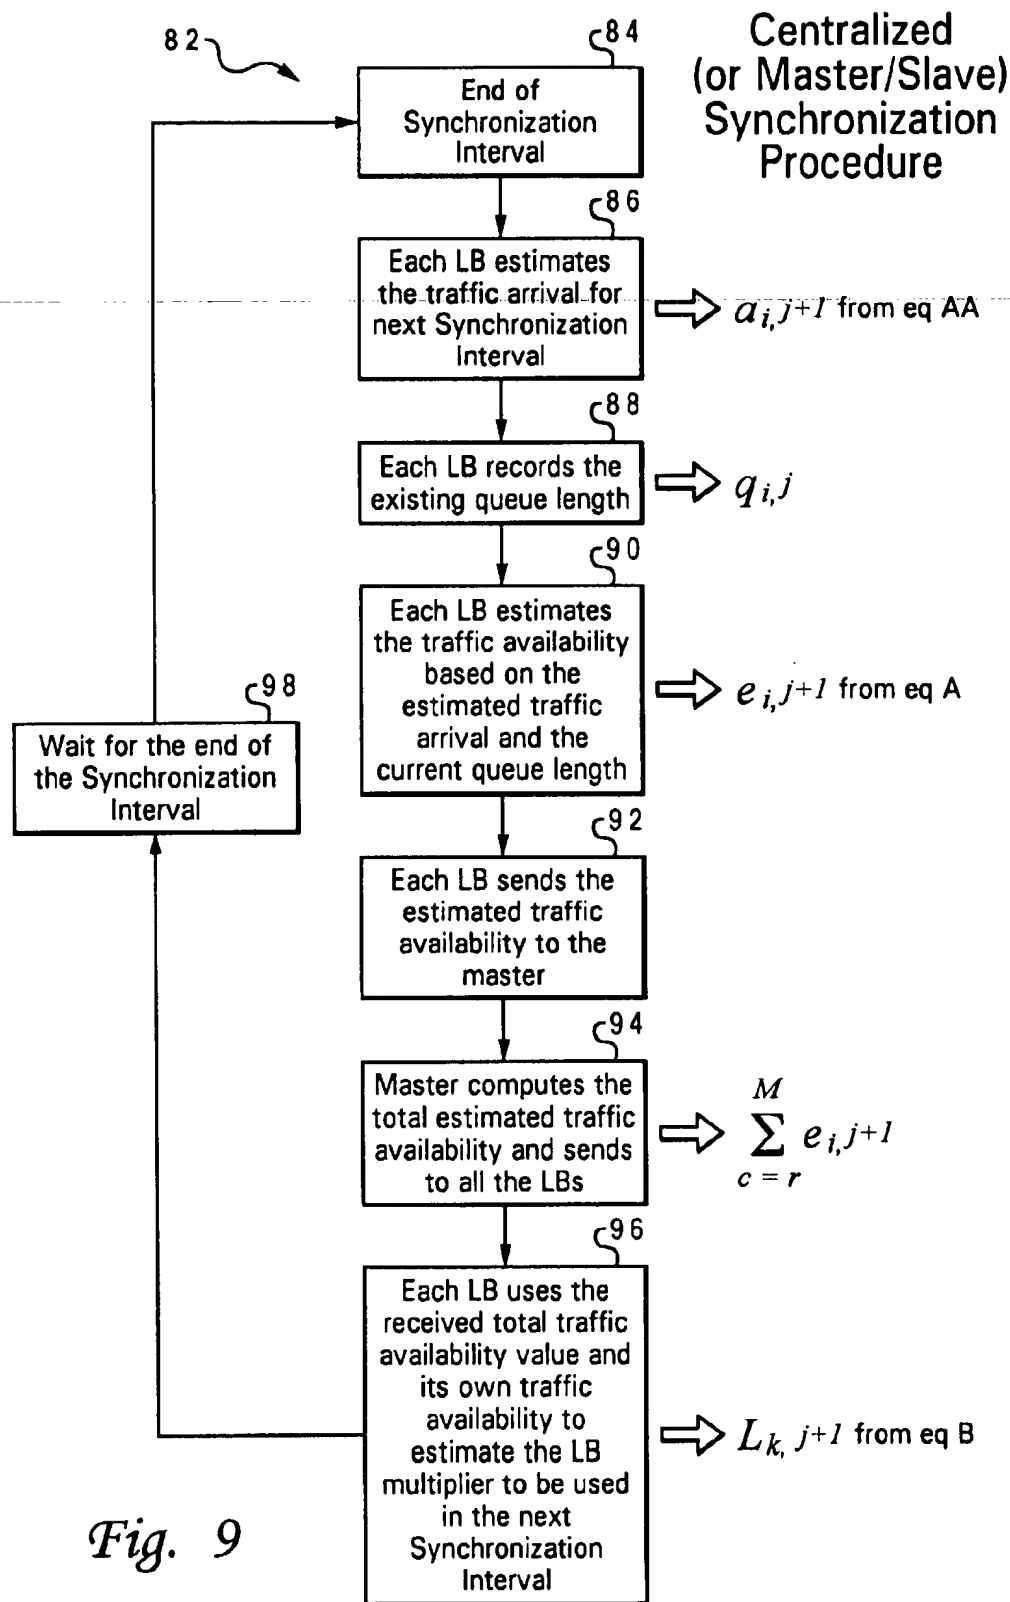 Centralized
(or Master/Slave)
Synchronization
Procedure
82
84
End of
Synchronization
Interval
86
Each LB estimates
the traffic arrival for
next Synchronization
Interval
a i, j+1 from eq AA
88
Each LB records the
existing queue length
q i, j
90
Each LB estimates
the traffic availability
based on the
estimated traffic
arrival and the
current queue length
e i, j+1 from eq A
98
Wait for the end of
the Synchronization
Interval
92
Each LB sends the
estimated traffic
availability to the
master
94
Master computes the
total estimated traffic
availability and sends
to all the LBs
M
∑ e i, j+1
c = r
96
Each LB uses the
received total traffic
availability value and
its own traffic
availability to
estimate the LB
multiplier to be used
in the next
Synchronization
Interval
L k, j+1 from eq B
Fig. 9